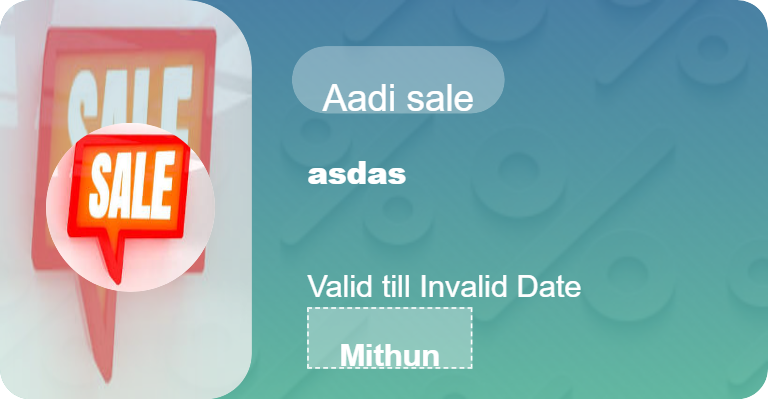 SALE
SALE
Aadi sale
asdas
Valid till Invalid Date
Mithun